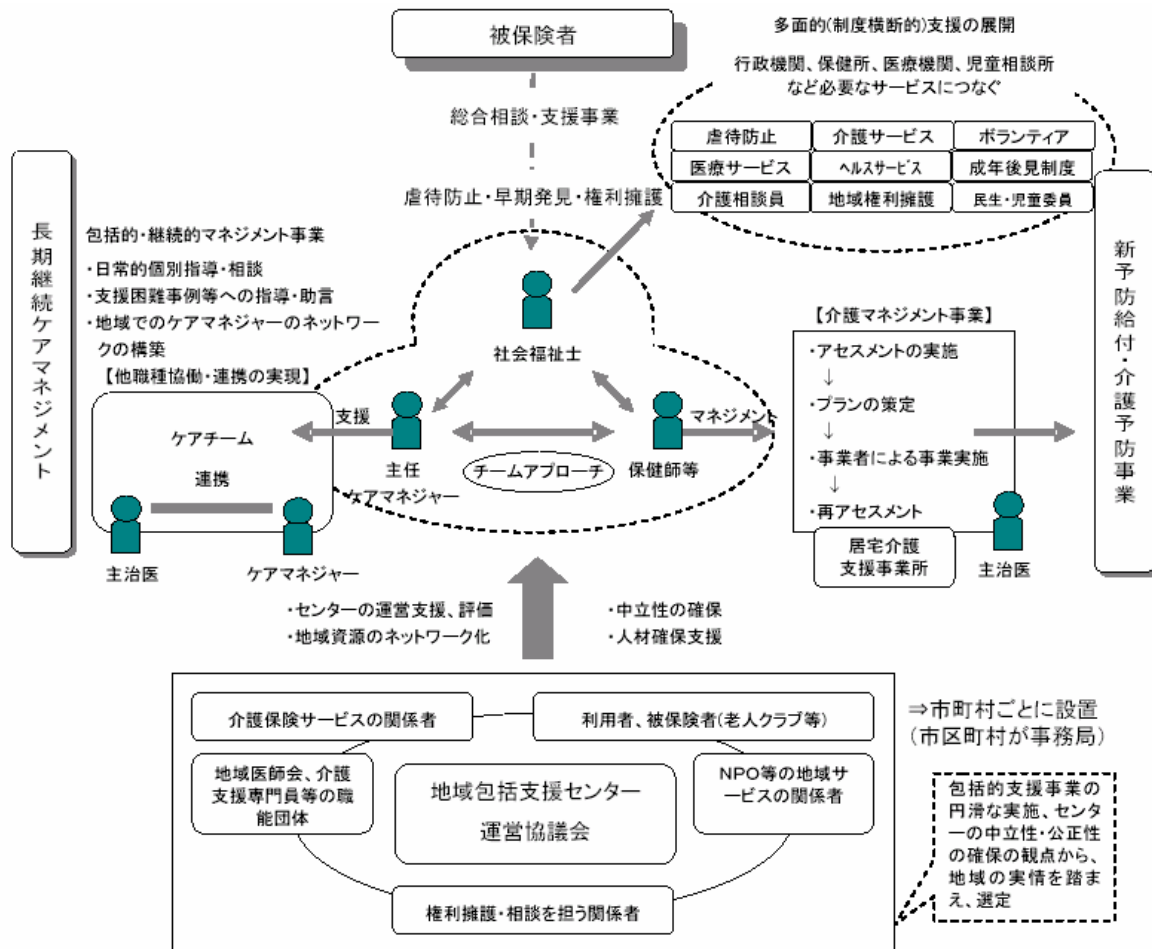 被保険者
多面的(制度横断的)支援の展開
行政機関、保健所、医療機関、児童相談所
など必要なサービスにつなぐ
総合相談・支援事業
虐待防止
介護サービス
ボランティア
医療サービス
ヘルスサービス
成年後見制度
介護相談員
地域権利擁護
民生・児童委員
虐待防止・早期発見・権利擁護
長期継続ケアマネジメント
包括的・継続的マネジメント事業
・日常的個別指導・相談
・支援困難事例等への指導・助言
・地域でのケアマネジャーのネットワー
クの構築
【他職種協働・連携の実現】
ケアチーム
連携
主治医
ケアマネジャー
支援
社会福祉士
主任
ケアマネジャー
チームアプローチ
保健師等
マネジメント
【介護マネジメント事業】
・アセスメントの実施
↓
・プランの策定
↓
・事業者による事業実施
↓
・再アセスメント
居宅介護
支援事業所
主治医
新予防給付・介護予防事業
・センターの運営支援、評価
・地域資源のネットワーク化
・中立性の確保
・人材確保支援
介護保険サービスの関係者
利用者、被保険者(老人クラブ等)
地域医師会、介護
支援専門員等の職
能団体
地域包括支援センター
運営協議会
NPO等の地域サ
ービスの関係者
権利擁護・相談を担う関係者
⇒市町村ごとに設置
(市区町村が事務局)
包括的支援事業の
円滑な実施、センタ
ーの中立性・公正性
の確保の観点から、
地域の実情を踏ま
え、選定